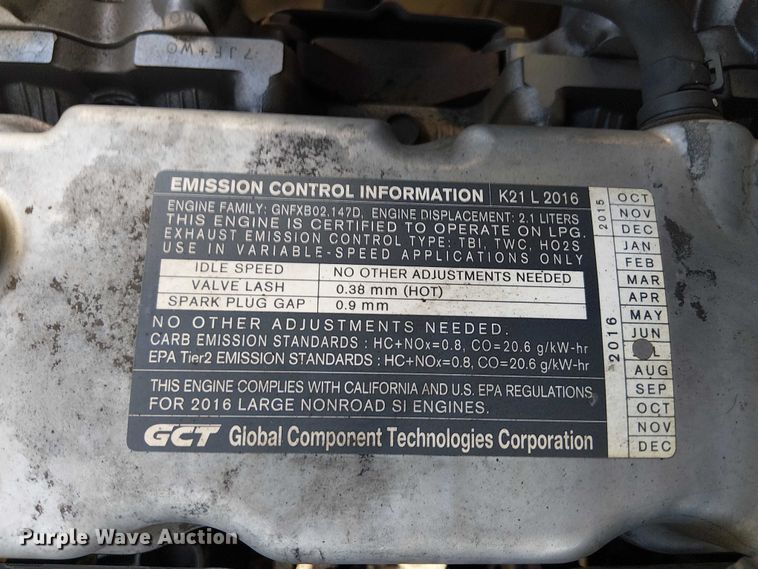 MOT
7JF+WO
EMISSION CONTROL INFORMATION K21 L 2016
ENGINE FAMILY: GNFXB02.147D, ENGINE DISPLACEMENT: 2.1 LITERS
THIS ENGINE IS CERTIFIED TO OPERATE ON LPG.
EXHAUST EMISSION CONTROL TYPE: TBI, TWC, HO2S
USE IN VARIABLE-SPEED APPLICATIONS ONLY
IDLE SPEED NO OTHER ADJUSTMENTS NEEDED
VALVE LASH 0.38 mm (HOT)
SPARK PLUG GAP 0.9 mm
NO OTHER ADJUSTMENTS NEEDED.
CARB EMISSION STANDARDS : HC+NOx=0.8, CO=20.6 g/kW-hr
EPA Tier2 EMISSION STANDARDS : HC+NOx=0.8, CO=20.6 g/kW-hr
THIS ENGINE COMPLIES WITH CALIFORNIA AND U.S. EPA REGULATIONS
FOR 2016 LARGE NONROAD SI ENGINES.
GCT Global Component Technologies Corporation
2015
OCT
NOV
DEC
2016
JAN
FEB
MAR
APR
MAY
JUN
AUG
SEP
OCT
NOV
DEC
Purple Wave Auction